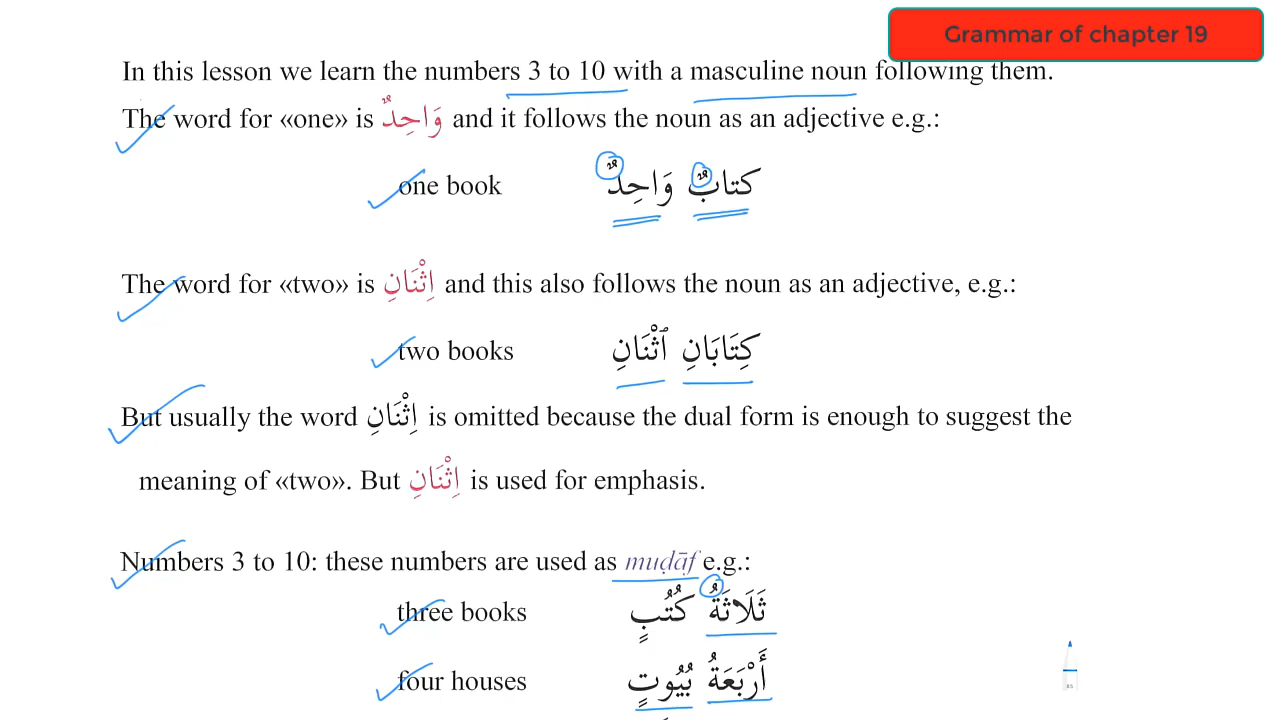 Grammar of chapter 19
In this lesson we learn the numbers 3 to 10 with a masculine noun following them.
The word for «one» is وَاحِدٌ and it follows the noun as an adjective e.g.:
one book كتابٌ وَاحِدٌ
The word for «two» is اِثْنَانِ and this also follows the noun as an adjective, e.g.:
two books كِتَابَانِ ٱثْنَانِ
But usually the word اِثْنَانِ is omitted because the dual form is enough to suggest the
meaning of «two». But اِثْنَانِ is used for emphasis.
Numbers 3 to 10: these numbers are used as muḍāf e.g.:
three books ثَلَاثَةُ كُتُبٍ
four houses أَرْبَعَةُ بُيُوتٍ